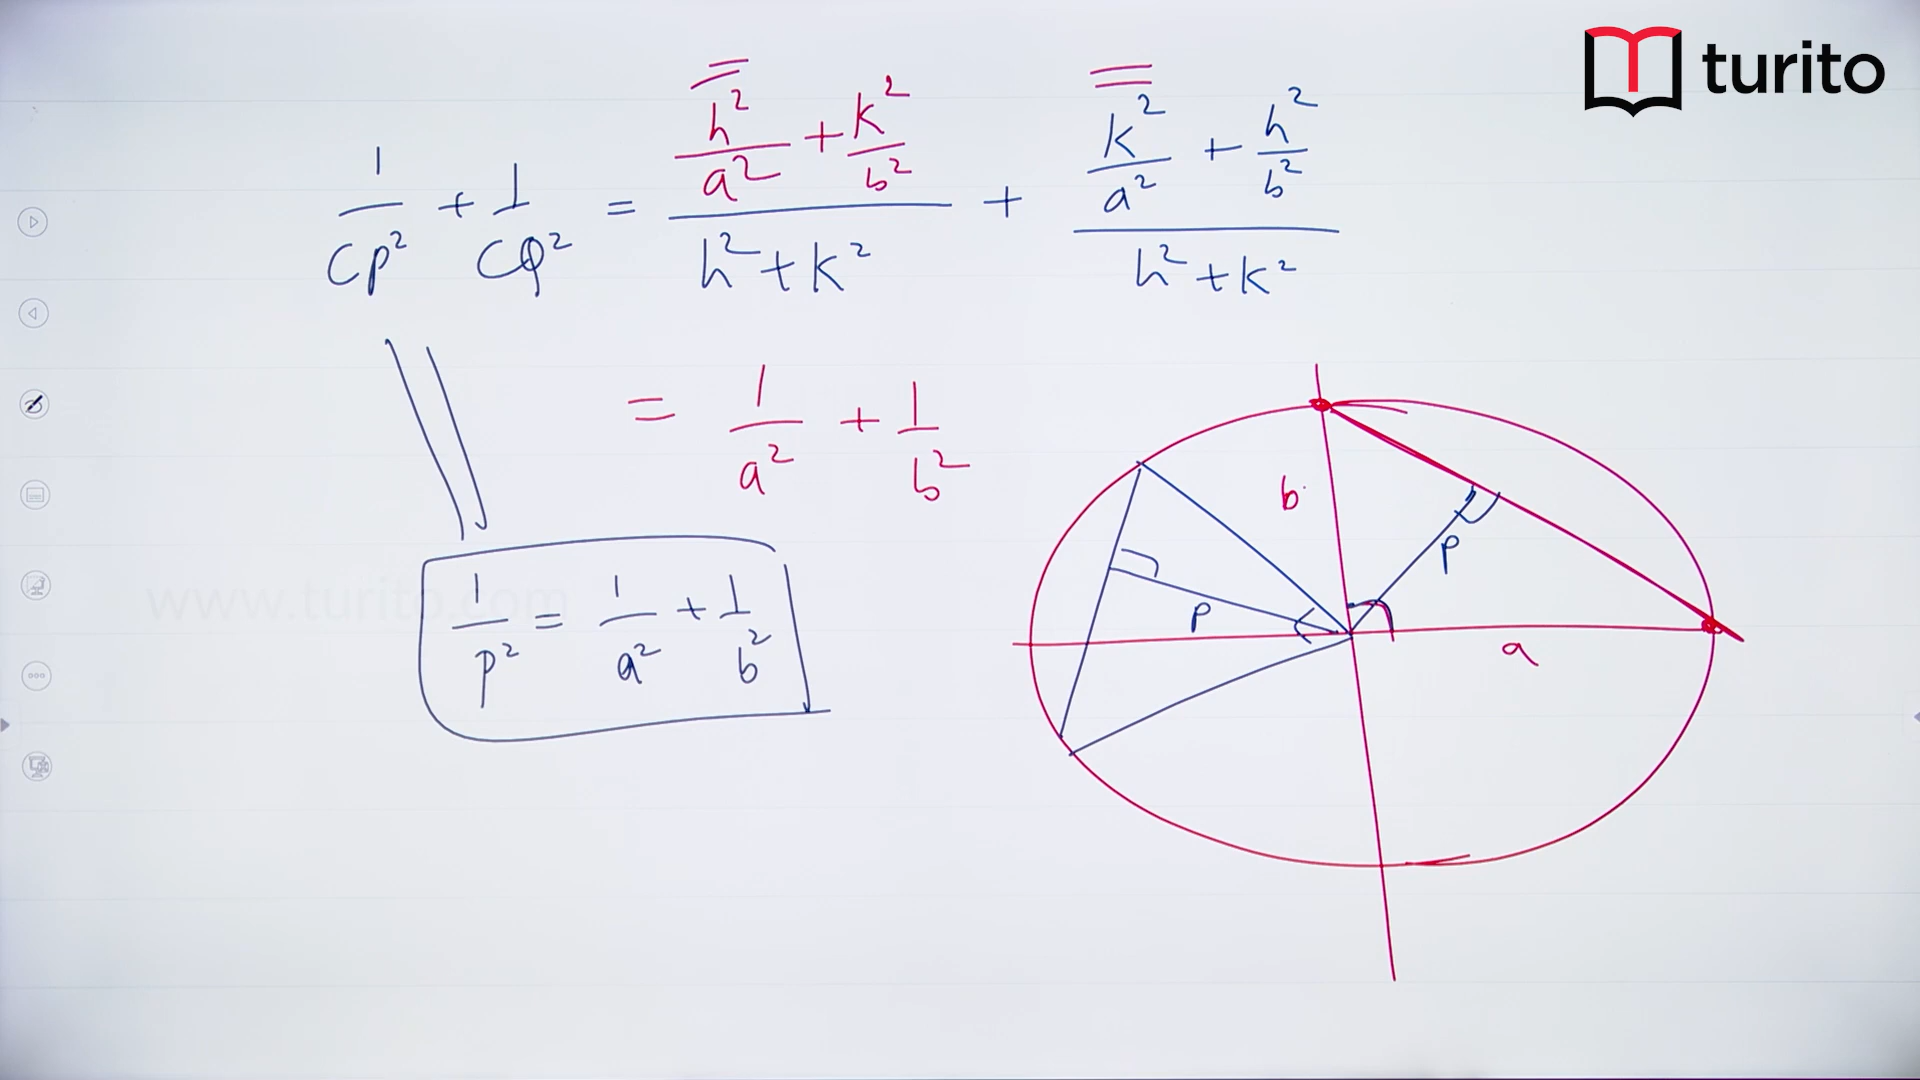 turito
1/CP² + 1/CQ² = (h²/a² + k²/b²)/(h² + k²) + (k²/a² + h²/b²)/(h² + k²)
= 1/a² + 1/b²
1/p² = 1/a² + 1/b²
b
P
P
a
www.turito.com